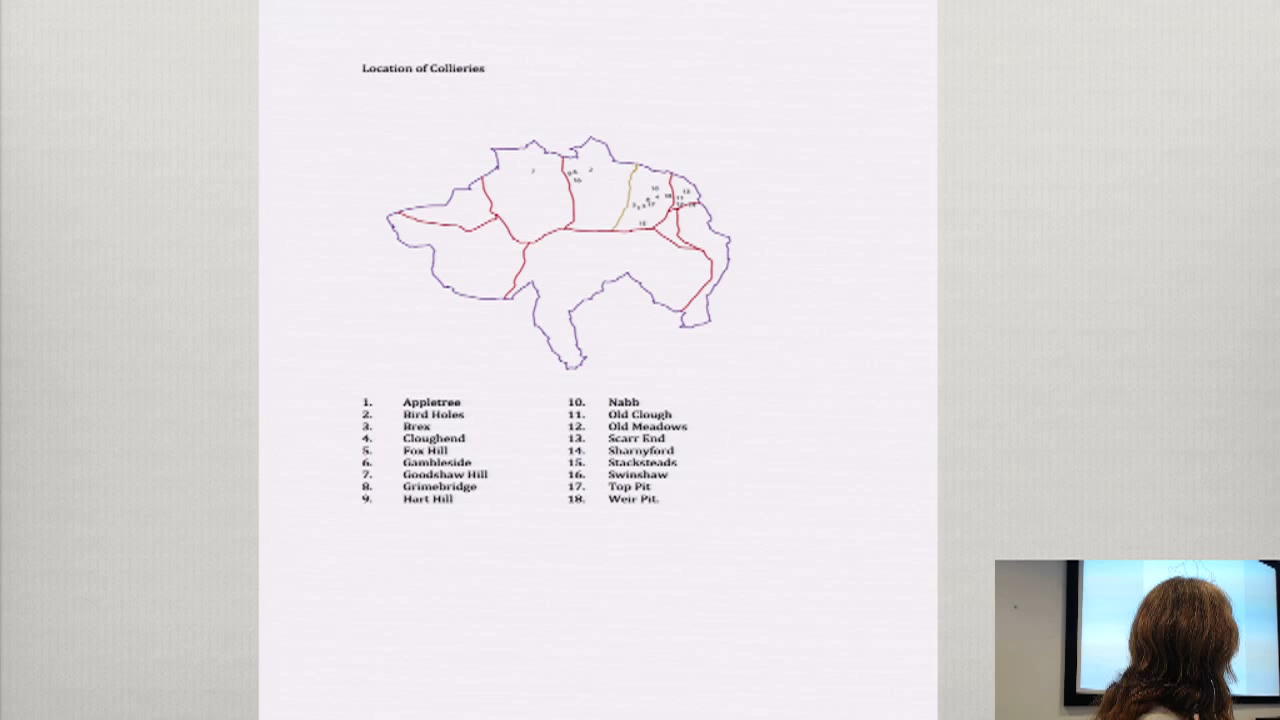 Location of Collieries
1. Appletree
2. Bird Holes
3. Brex
4. Cloughend
5. Fox Hill
6. Gambleside
7. Goodshaw Hill
8. Grimebridge
9. Hart Hill
10. Nabb
11. Old Clough
12. Old Meadows
13. Scarr End
14. Sharnyford
15. Stacksteads
16. Swinshaw
17. Top Pit
18. Weir Pit.